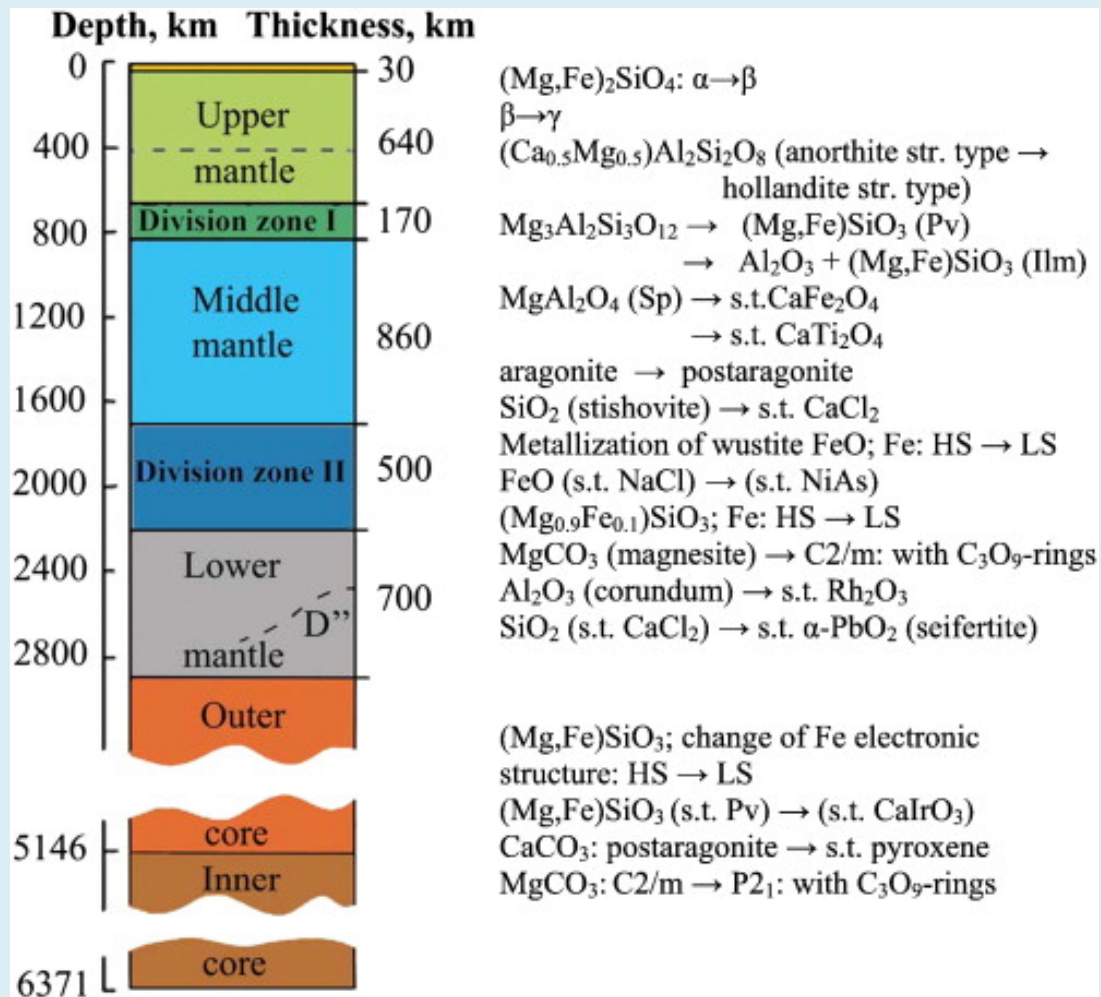 Depth, km Thickness, km
0
400
800
1200
1600
2000
2400
2800
5146
6371
Upper
mantle
Division zone I
Middle
mantle
Division zone II
Lower
D”
mantle
Outer
core
Inner
core
30
640
170
860
500
700
(Mg,Fe)₂SiO₄: α→β
β→γ
(Ca₀.₅Mg₀.₅)Al₂Si₂O₈ (anorthite str. type →
hollandite str. type)
Mg₃Al₂Si₃O₁₂ → (Mg,Fe)SiO₃ (Pv)
→ Al₂O₃ + (Mg,Fe)SiO₃ (Ilm)
MgAl₂O₄ (Sp) → s.t.CaFe₂O₄
→ s.t. CaTi₂O₄
aragonite → postaragonite
SiO₂ (stishovite) → s.t. CaCl₂
Metallization of wustite FeO; Fe: HS → LS
FeO (s.t. NaCl) → (s.t. NiAs)
(Mg₀.₉Fe₀.₁)SiO₃; Fe: HS → LS
MgCO₃ (magnesite) → C2/m: with C₃O₉-rings
Al₂O₃ (corundum) → s.t. Rh₂O₃
SiO₂ (s.t. CaCl₂) → s.t. α-PbO₂ (seifertite)
(Mg,Fe)SiO₃; change of Fe electronic
structure: HS → LS
(Mg,Fe)SiO₃ (s.t. Pv) → (s.t. CaIrO₃)
CaCO₃: postaragonite → s.t. pyroxene
MgCO₃: C2/m → P2₁: with C₃O₉-rings